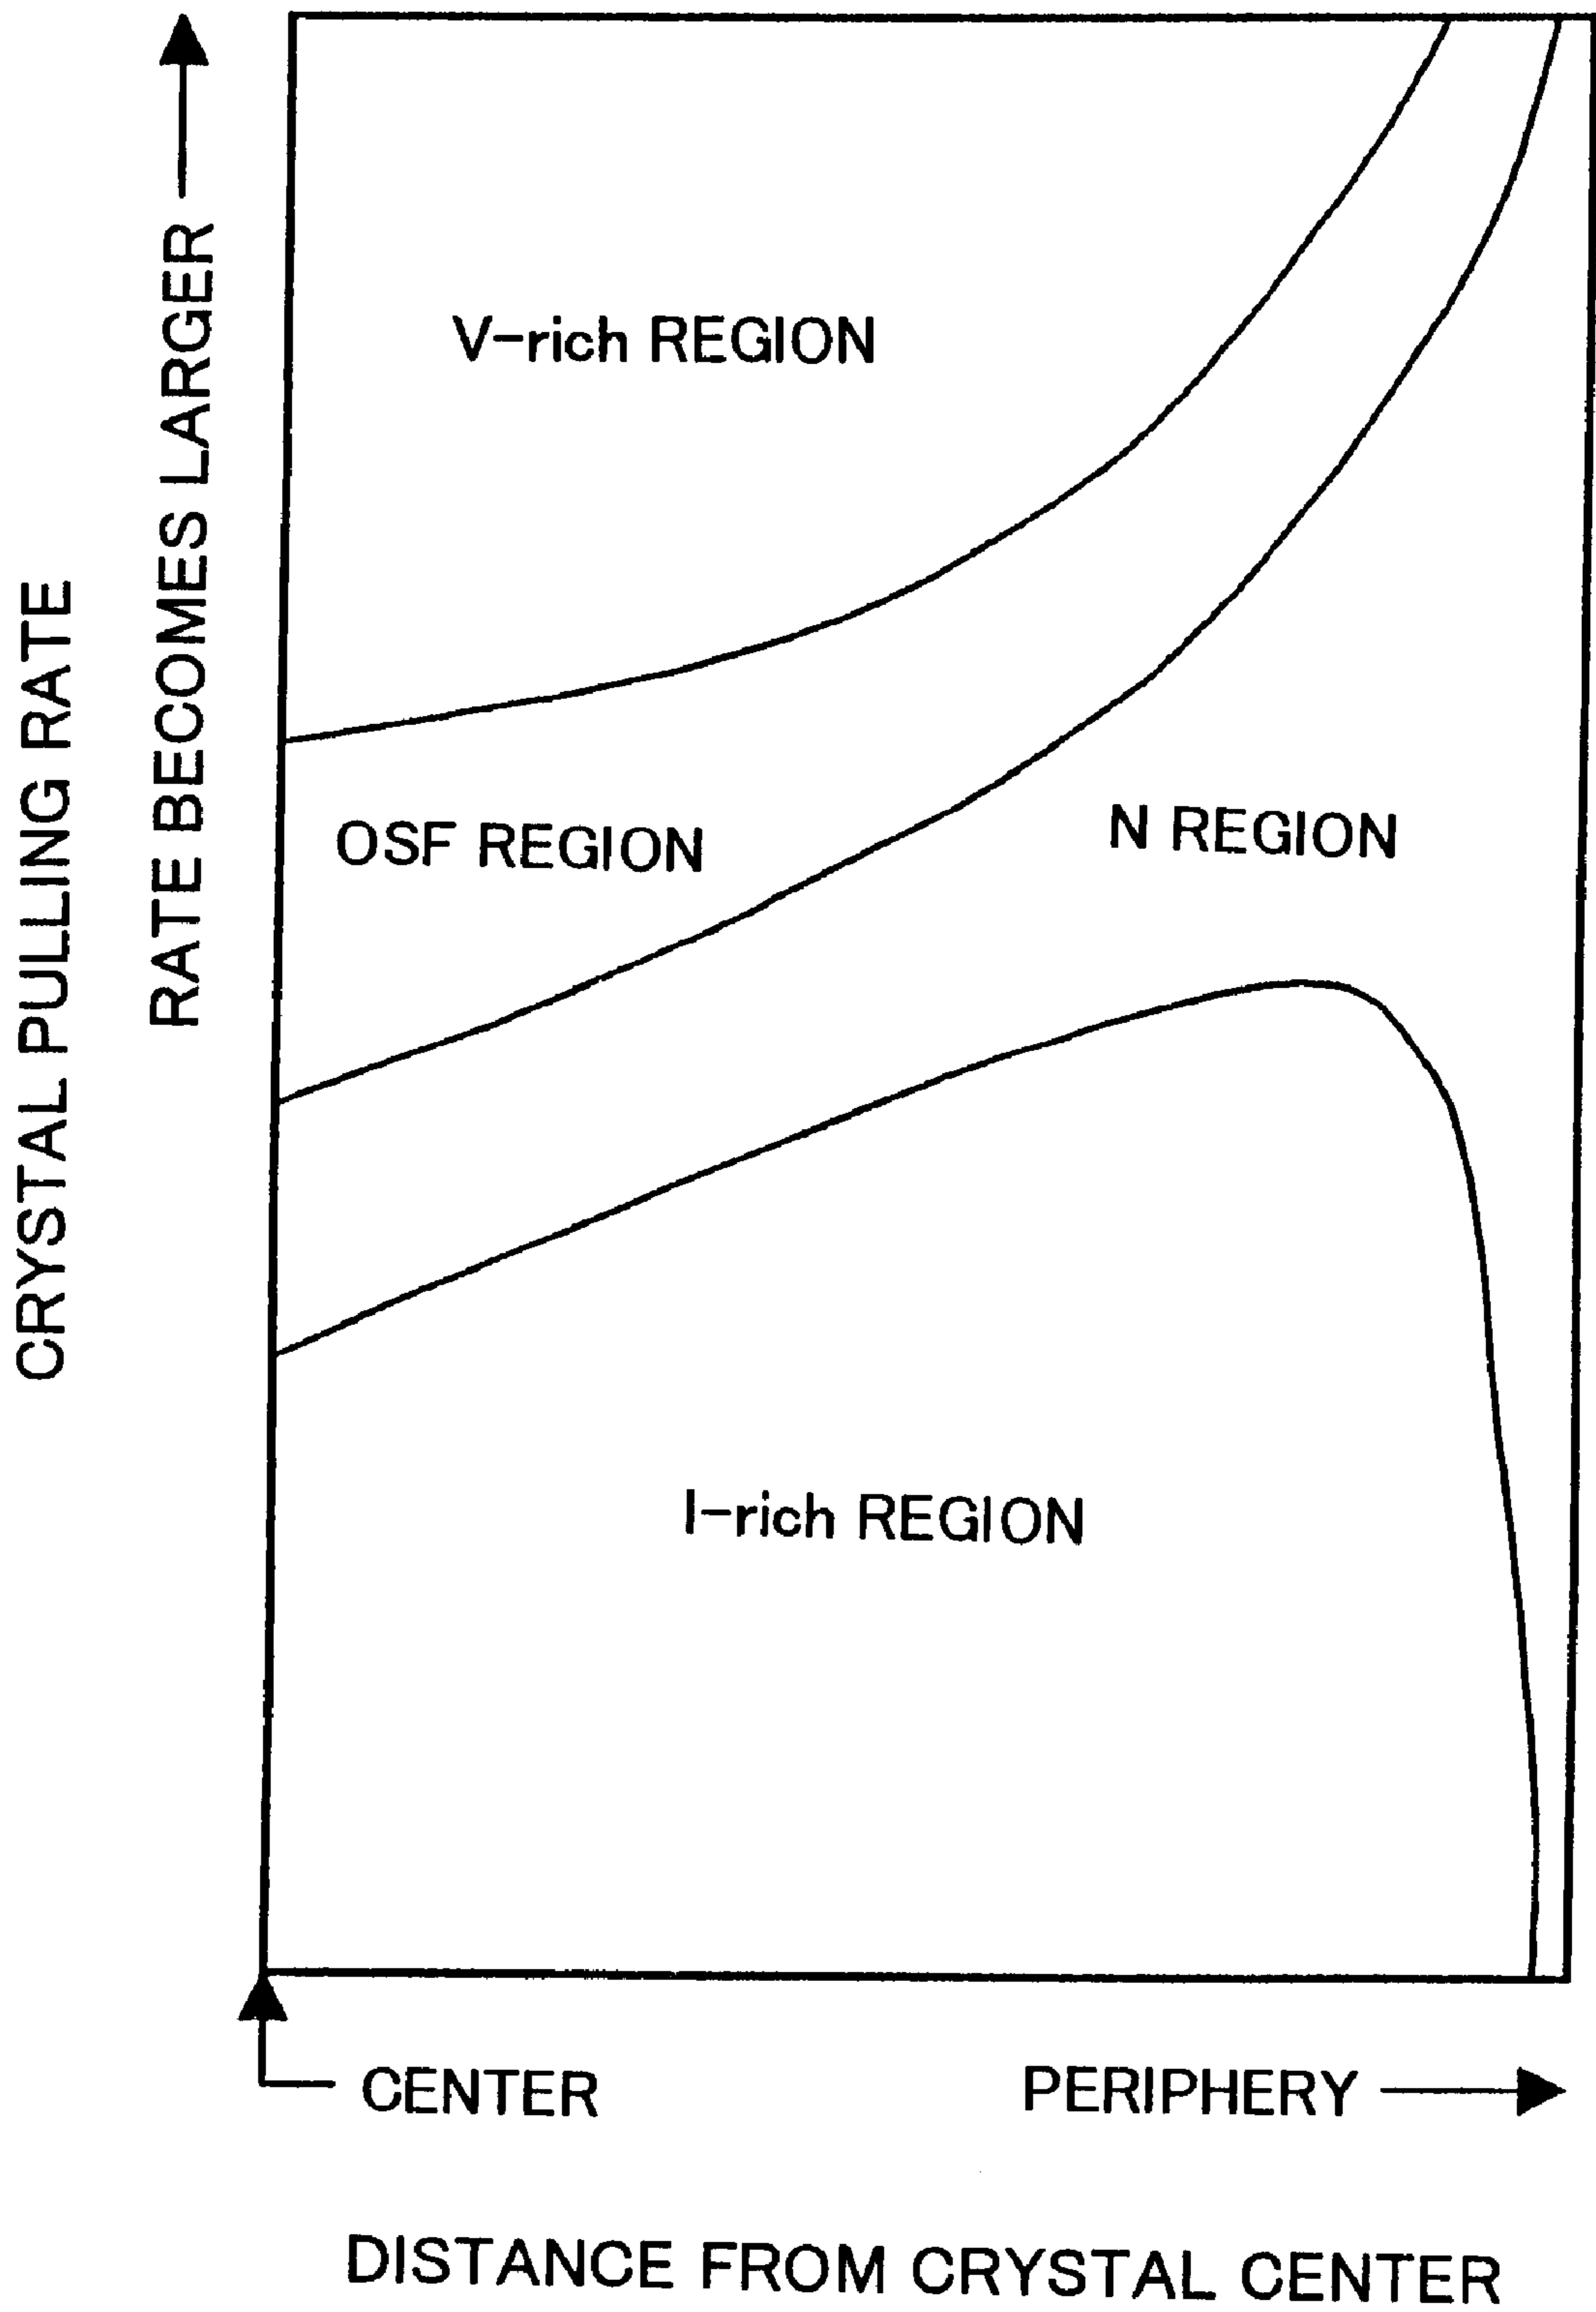 CRYSTAL PULLING RATE
RATE BECOMES LARGER
V-rich REGION
OSF REGION
N REGION
I-rich REGION
CENTER
PERIPHERY
DISTANCE FROM CRYSTAL CENTER